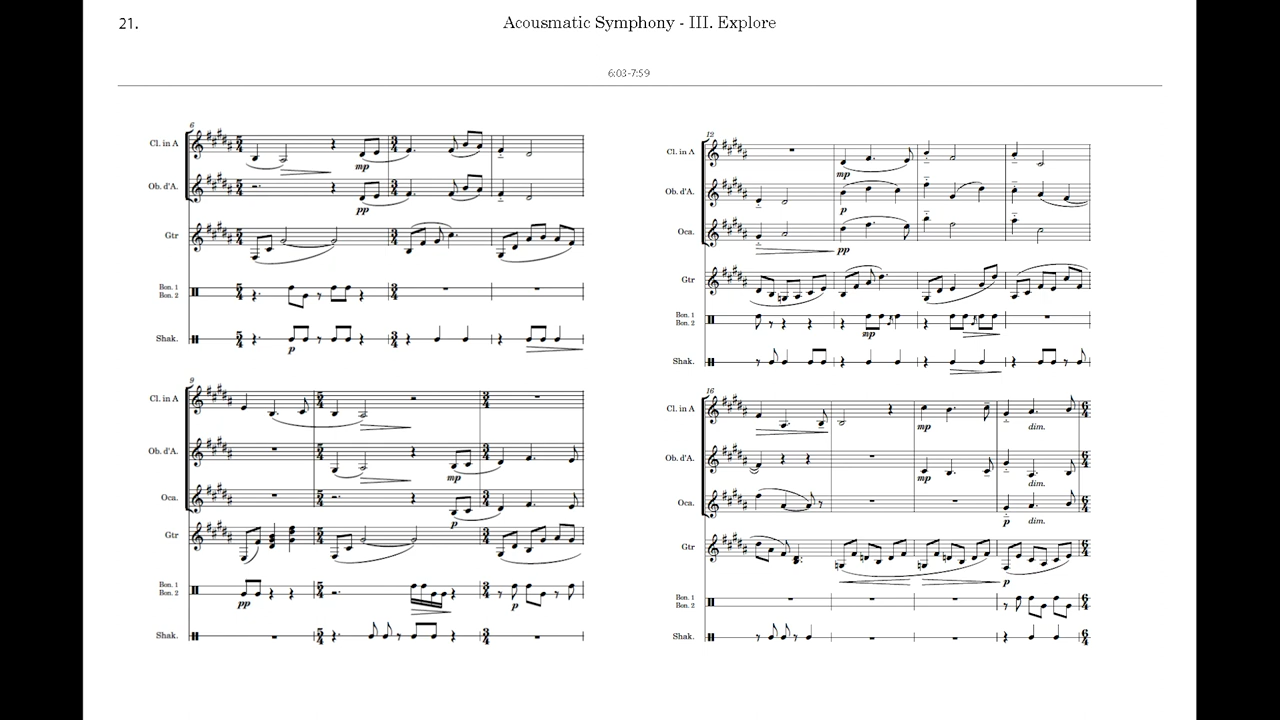 21.
Acousmatic Symphony - III. Explore
6:03-7:59
6
Cl. in A
mp
Ob. d'A.
pp
Gtr
Bon. 1
Bon. 2
Shak.
p
9
Cl. in A
Ob. d'A.
mp
Oca.
p
Gtr
Bon. 1
Bon. 2
pp
p
Shak.
12
Cl. in A
mp
Ob. d'A.
p
Oca.
pp
Gtr
Bon. 1
Bon. 2
mp
Shak.
16
Cl. in A
mp dim.
Ob. d'A.
mp dim.
Oca.
p dim.
Gtr
p
Bon. 1
Bon. 2
Shak.